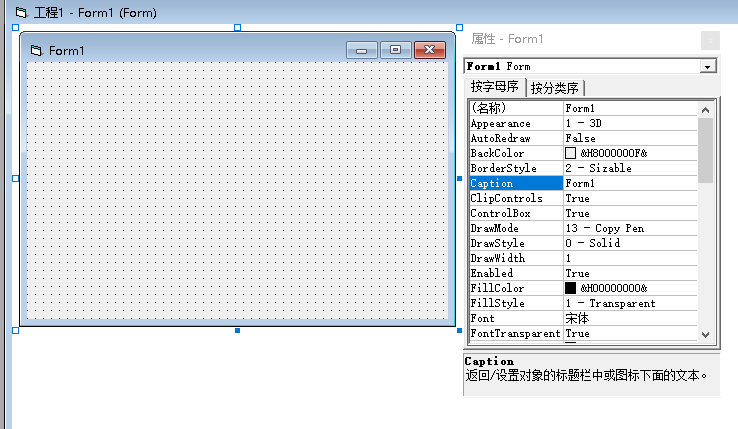 工程1 - Form1 (Form)
Form1
属性 - Form1
Form1 Form
按字母序 按分类序
(名称) Form1
Appearance 1 - 3D
AutoRedraw False
BackColor &H8000000F&
BorderStyle 2 - Sizable
Caption Form1
ClipControls True
ControlBox True
DrawMode 13 - Copy Pen
DrawStyle 0 - Solid
DrawWidth 1
Enabled True
FillColor &H00000000&
FillStyle 1 - Transparent
Font 宋体
FontTransparent True
Caption
返回/设置对象的标题栏中或图标下面的文本。